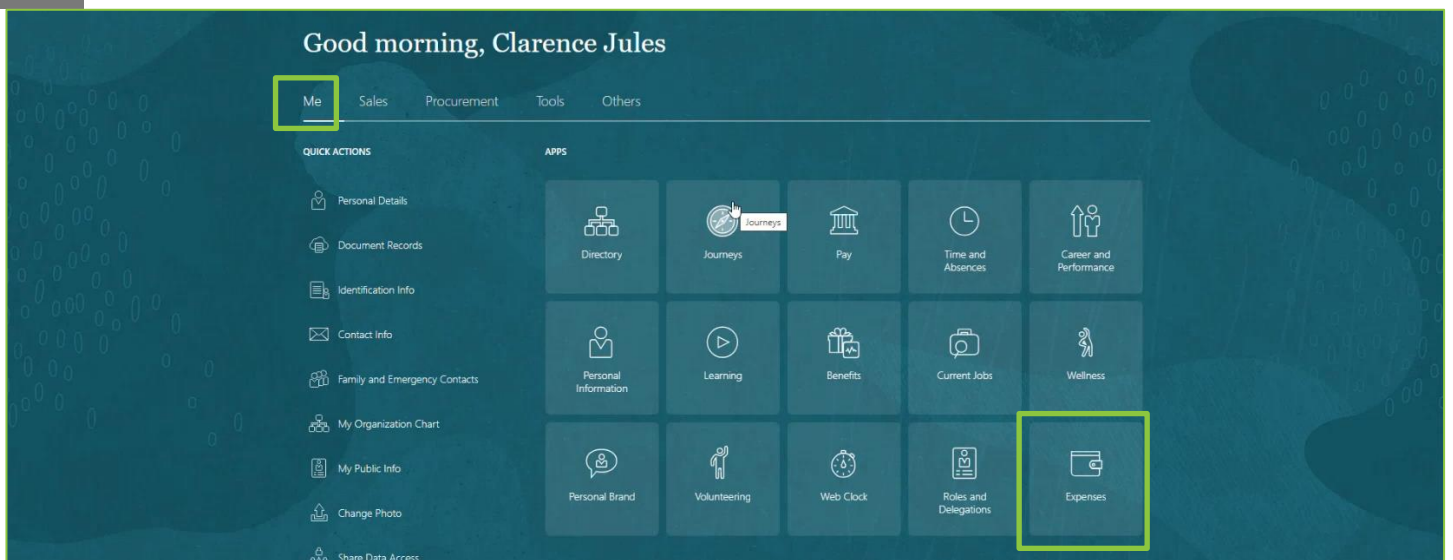 Good morning, Clarence Jules
Me Sales Procurement Tools Others
QUICK ACTIONS
Personal Details
Document Records
Identification Info
Contact Info
Family and Emergency Contacts
My Organization Chart
My Public Info
Change Photo
Share Data Access
APPS
Directory
Journeys
Journeys
Pay
Time and
Absences
Career and
Performance
Personal
Information
Learning
Benefits
Current Jobs
Wellness
Personal Brand
Volunteering
Web Clock
Roles and
Delegations
Expenses